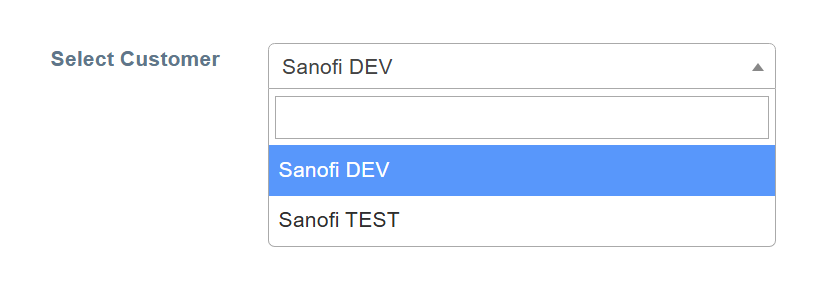 Select Customer
Sanofi DEV
Sanofi DEV
Sanofi TEST